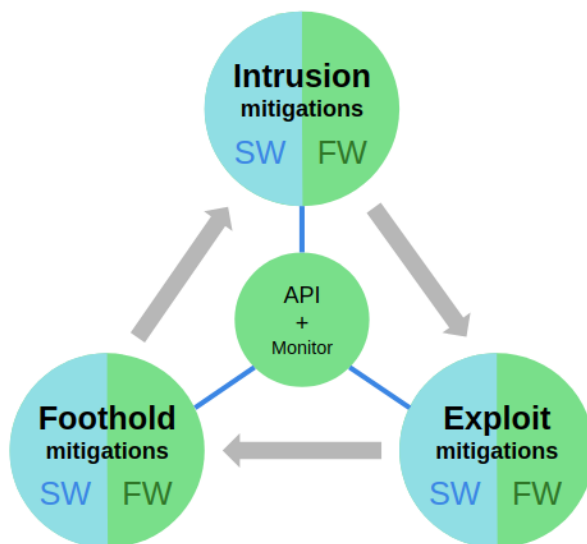 Intrusion
mitigations
SW FW
API
+
Monitor
Foothold
mitigations
SW FW
Exploit
mitigations
SW FW